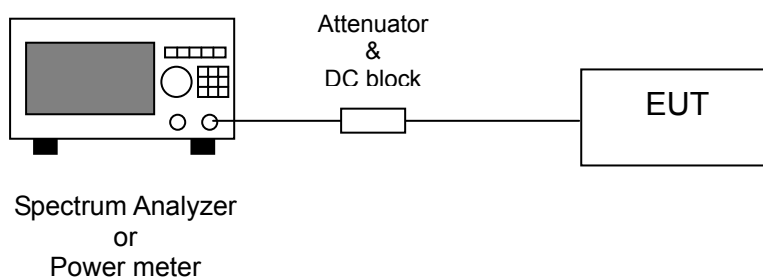 Attenuator
&
DC block
EUT
Spectrum Analyzer
or
Power meter